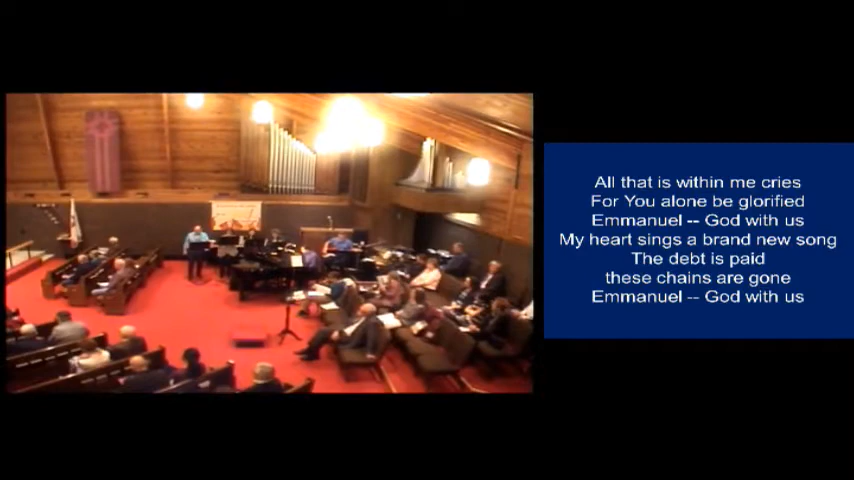 All that is within me cries
For You alone be glorified
Emmanuel -- God with us
My heart sings a brand new song
The debt is paid
these chains are gone
Emmanuel -- God with us